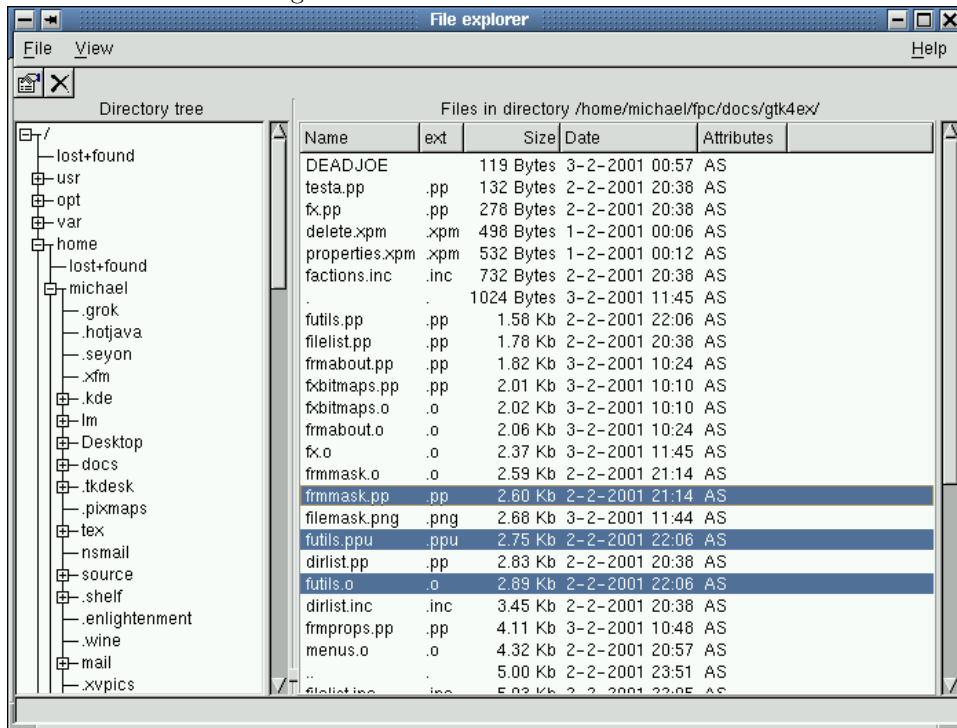 File explorer
File View Help
Directory tree
Files in directory /home/michael/fpc/docs/gtk4ex/
/
lost+found
usr
opt
var
home
lost+found
michael
.grok
.hotjava
.seyon
.xfm
.kde
lm
Desktop
docs
.tkdesk
.pixmaps
tex
nsmail
source
.shelf
.enlightenment
.wine
mail
.xvpics
Name ext Size Date Attributes
DEADJOE 119 Bytes 3-2-2001 00:57 AS
testa.pp .pp 132 Bytes 2-2-2001 20:38 AS
fx.pp .pp 278 Bytes 2-2-2001 20:38 AS
delete.xpm .xpm 498 Bytes 1-2-2001 00:06 AS
properties.xpm .xpm 532 Bytes 1-2-2001 00:12 AS
factions.inc .inc 732 Bytes 2-2-2001 20:38 AS
. . 1024 Bytes 3-2-2001 11:45 AS
futils.pp .pp 1.58 Kb 2-2-2001 22:06 AS
filelist.pp .pp 1.78 Kb 2-2-2001 20:38 AS
frmabout.pp .pp 1.82 Kb 3-2-2001 10:24 AS
fxbitmaps.pp .pp 2.01 Kb 3-2-2001 10:10 AS
fxbitmaps.o .o 2.02 Kb 3-2-2001 10:10 AS
frmabout.o .o 2.06 Kb 3-2-2001 10:24 AS
fx.o .o 2.37 Kb 3-2-2001 11:45 AS
frmmask.o .o 2.59 Kb 2-2-2001 21:14 AS
frmmask.pp .pp 2.60 Kb 2-2-2001 21:14 AS
filemask.png .png 2.68 Kb 3-2-2001 11:44 AS
futils.ppu .ppu 2.75 Kb 2-2-2001 22:06 AS
dirlist.pp .pp 2.83 Kb 2-2-2001 20:38 AS
futils.o .o 2.89 Kb 2-2-2001 22:06 AS
dirlist.inc .inc 3.45 Kb 2-2-2001 20:38 AS
frmprops.pp .pp 4.11 Kb 3-2-2001 10:48 AS
menus.o .o 4.32 Kb 2-2-2001 20:57 AS
.. . 5.00 Kb 2-2-2001 23:51 AS
filelist.inc .inc 5.03 Kb 2-2-2001 22:05 AS